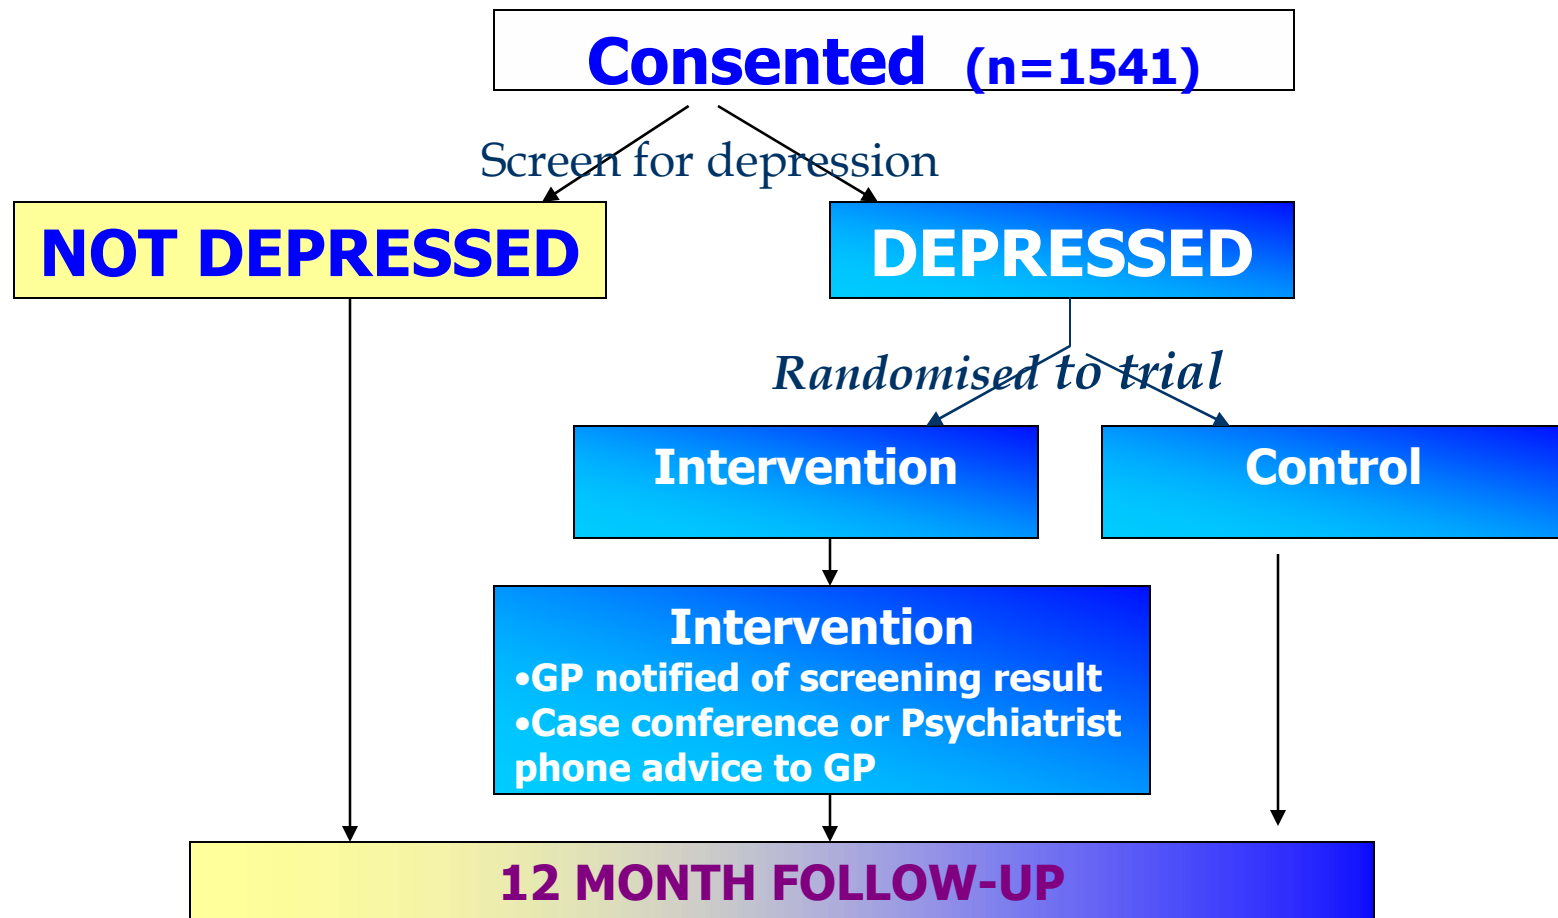 Consented (n=1541)
Screen for depression
NOT DEPRESSED
DEPRESSED
Randomised to trial
Intervention
Control
Intervention
•GP notified of screening result
•Case conference or Psychiatrist
phone advice to GP
12 MONTH FOLLOW-UP